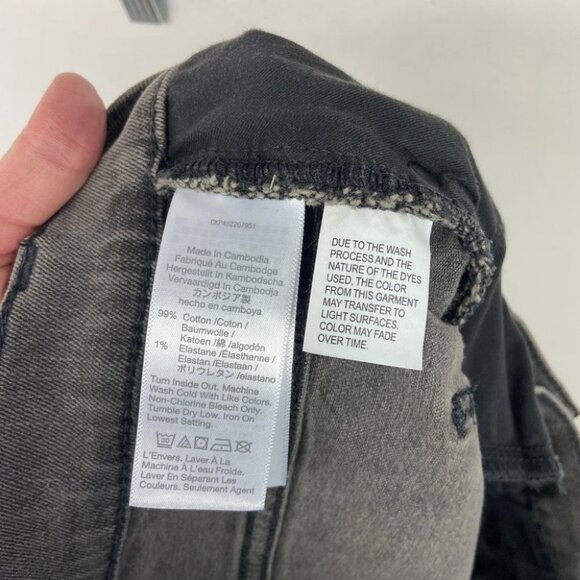 CKP452207951
Made In Cambodia
Fabriqué Au Cambodge
Hergestellt In Kambodscha
Vervaardigd In Cambodja
カンボジア製
hecho en camboya
99% Cotton /Coton /
Baumwolle /
Katoen /綿 /algodón
1% Elastane /Élasthanne /
Elastan /Elastaan /
ポリウレタン /elastano
Turn Inside Out. Machine
Wash Cold With Like Colors.
Non-Chlorine Bleach Only.
Tumble Dry Low. Iron On
Lowest Setting.
30
L'Envers. Laver À La
Machine À L'eau Froide.
Laver En Séparant Les
Couleurs. Seulement Agent
DUE TO THE WASH
PROCESS AND THE
NATURE OF THE DYES
USED, THE COLOR
FROM THIS GARMENT
MAY TRANSFER TO
LIGHT SURFACES.
COLOR MAY FADE
OVER TIME.